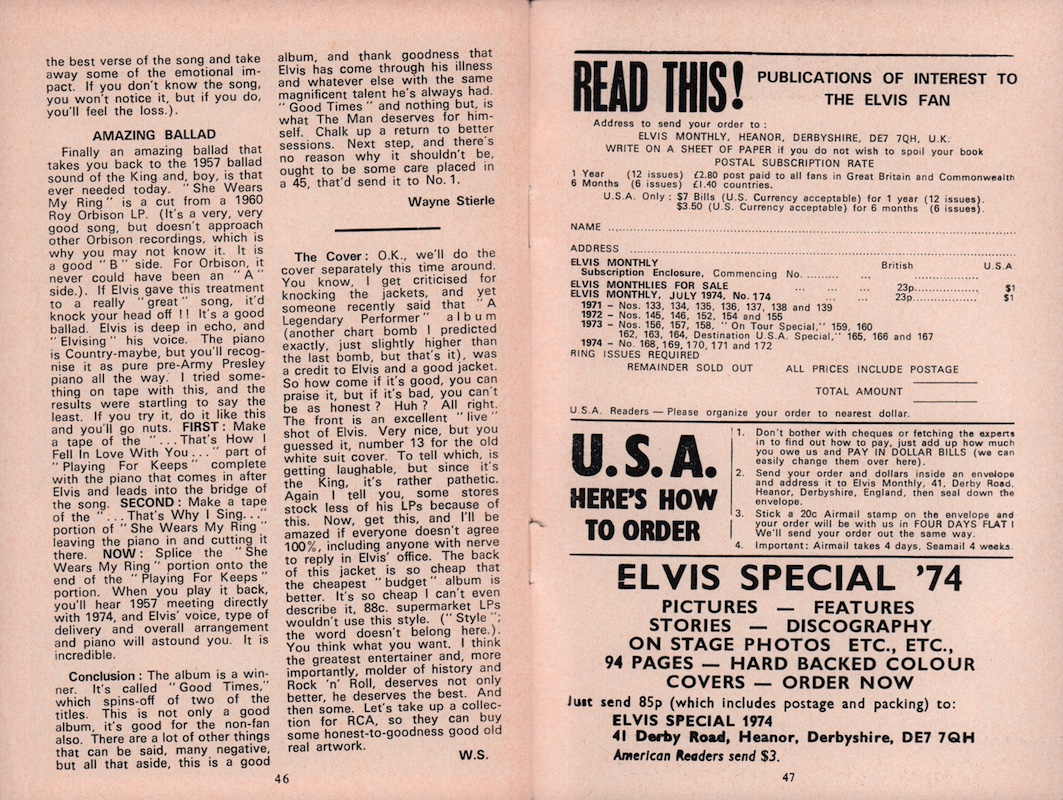 the best verse of the song and take
away some of the emotional im-
pact. If you don't know the song,
you won't notice it, but if you do,
you'll feel the loss.).
AMAZING BALLAD
Finally an amazing ballad that
takes you back to the 1957 ballad
sound of the King and, boy, is that
ever needed today. "She Wears
My Ring" is a cut from a 1960
Roy Orbison LP. (It's a very, very
good song, but doesn't approach
other Orbison recordings, which is
why you may not know it. It is
a good "B" side. For Orbison, it
never could have been an "A"
side.). If Elvis gave this treatment
to a really "great" song, it'd
knock your head off !! It's a good
ballad. Elvis is deep in echo, and
"Elvising" his voice. The piano
is Country-maybe, but you'll recog-
nise it as pure pre-Army Presley
piano all the way. I tried some-
thing on tape with this, and the
results were startling to say the
least. If you try it, do it like this
and you'll go nuts. FIRST: Make
a tape of the "...That's How I
Fell In Love With You..." part of
"Playing For Keeps" complete
with the piano that comes in after
Elvis and leads into the bridge of
the song. SECOND: Make a tape
of the "...That's Why I Sing..."
portion of "She Wears My Ring"
leaving the piano in and cutting it
there. NOW: Splice the "She
Wears My Ring" portion onto the
end of the "Playing For Keeps"
portion. When you play it back,
you'll hear 1957 meeting directly
with 1974, and Elvis' voice, type of
delivery and overall arrangement
and piano will astound you. It is
incredible.
Conclusion: The album is a win-
ner. It's called "Good Times,"
which spins-off of two of the
titles. This is not only a good
album, it's good for the non-fan
also. There are a lot of other things
that can be said, many negative,
but all that aside, this is a good
album, and thank goodness that
Elvis has come through his illness
and whatever else with the same
magnificent talent he's always had.
"Good Times" and nothing but, is
what The Man deserves for him-
self. Chalk up a return to better
sessions. Next step, and there's
no reason why it shouldn't be,
ought to be some care placed in
a 45, that'd send it to No. 1.
Wayne Stierle
The Cover: O.K., we'll do the
cover separately this time around.
You know, I get criticised for
knocking the jackets, and yet
someone recently said that "A
Legendary Performer" album
(another chart bomb I predicted
exactly, just slightly higher than
the last bomb, but that's it), was
a credit to Elvis and a good jacket.
So how come if it's good, you can
praise it, but if it's bad, you can't
be as honest? Huh? All right.
The front is an excellent "live"
shot of Elvis. Very nice, but you
guessed it, number 13 for the old
white suit cover. To tell which, is
getting laughable, but since it's
the King, it's rather pathetic.
Again I tell you, some stores
stock less of his LPs because of
this. Now, get this, and I'll be
amazed if everyone doesn't agree
100%, including anyone with nerve
to reply in Elvis' office. The back
of this jacket is so cheap that
the cheapest "budget" album is
better. It's so cheap I can't even
describe it, 88c. supermarket LPs
wouldn't use this style. ("Style";
the word doesn't belong here.).
You think what you want. I think
the greatest entertainer and, more
importantly, molder of history and
Rock 'n' Roll, deserves not only
better, he deserves the best. And
then some. Let's take up a collec-
tion for RCA, so they can buy
some honest-to-goodness good old
real artwork.
W.S.
46
READ THIS! PUBLICATIONS OF INTEREST TO
THE ELVIS FAN
Address to send your order to:
ELVIS MONTHLY, HEANOR, DERBYSHIRE, DE7 7QH, U.K.
WRITE ON A SHEET OF PAPER if you do not wish to spoil your book
POSTAL SUBSCRIPTION RATE
1 Year (12 issues) £2.80 post paid to all fans in Great Britain and Commonwealth
6 Months (6 issues) £1.40 countries.
U.S.A. Only: $7 Bills (U.S. Currency acceptable) for 1 year (12 issues).
$3.50 (U.S. Currency acceptable) for 6 months (6 issues).
NAME ..........
ADDRESS ..........
ELVIS MONTHLY British U.S.A
Subscription Enclosure, Commencing No. ........ ... ...
ELVIS MONTHLIES FOR SALE ... ... ... 23p............... $1
ELVIS MONTHLY, JULY 1974, No. 174 ... ... 23p............... $1
1971 – Nos. 133, 134, 135, 136, 137, 138 and 139
1972 – Nos. 145, 146, 152, 154 and 155
1973 – Nos. 156, 157, 158, "On Tour Special," 159, 160
162, 163, 164, Destination U.S.A. Special," 165, 166 and 167
1974 – No. 168, 169, 170, 171 and 172
RING ISSUES REQUIRED
REMAINDER SOLD OUT ALL PRICES INCLUDE POSTAGE
TOTAL AMOUNT
U.S.A. Readers — Please organize your order to nearest dollar.
U.S.A.
HERE'S HOW
TO ORDER
1. Don't bother with cheques or fetching the experts
in to find out how to pay, just add up how much
you owe us and PAY IN DOLLAR BILLS (we can
easily change them over here).
2. Send your order and dollars inside an envelope
and address it to Elvis Monthly, 41, Derby Road,
Heanor, Derbyshire, England, then seal down the
envelope.
3. Stick a 20c Airmail stamp on the envelope and
your order will be with us in FOUR DAYS FLAT!
We'll send your order out the same way.
4. Important: Airmail takes 4 days, Seamail 4 weeks.
ELVIS SPECIAL '74
PICTURES — FEATURES
STORIES — DISCOGRAPHY
ON STAGE PHOTOS ETC., ETC.,
94 PAGES — HARD BACKED COLOUR
COVERS — ORDER NOW
Just send 85p (which includes postage and packing) to:
ELVIS SPECIAL 1974
41 Derby Road, Heanor, Derbyshire, DE7 7QH
American Readers send $3.
47